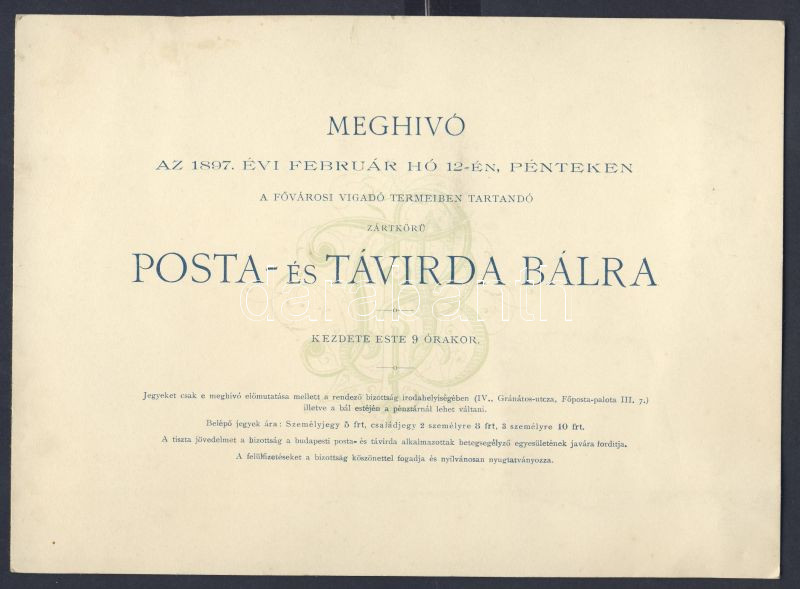 MEGHIVÓ
AZ 1897. ÉVI FEBRUÁR HÓ 12-ÉN, PÉNTEKEN
A FŐVÁROSI VIGADÓ TERMEIBEN TARTANDÓ
ZÁRTKÖRŰ
POSTA- ÉS TÁVIRDA BÁLRA
darabanth
KEZDETE ESTE 9 ÓRAKOR.
Jegyeket csak e meghivó előmutatása mellett a rendező bizottság irodahelyiségében (IV., Gránátos-utcza, Főposta-palota III, 7.)
illetve a bál estéjén a pénztárnál lehet váltani.
Belépő jegyek ára: Személyjegy 5 frt, családjegy 2 személyre 8 frt, 3 személyre 10 frt.
A tiszta jövedelmet a bizottság a budapesti posta- és távirda alkalmazottak betegsegélyző egyesületének javára forditja.
A felülfizetéseket a bizottság köszönettel fogadja és nyilvánosan nyugtatványozza.